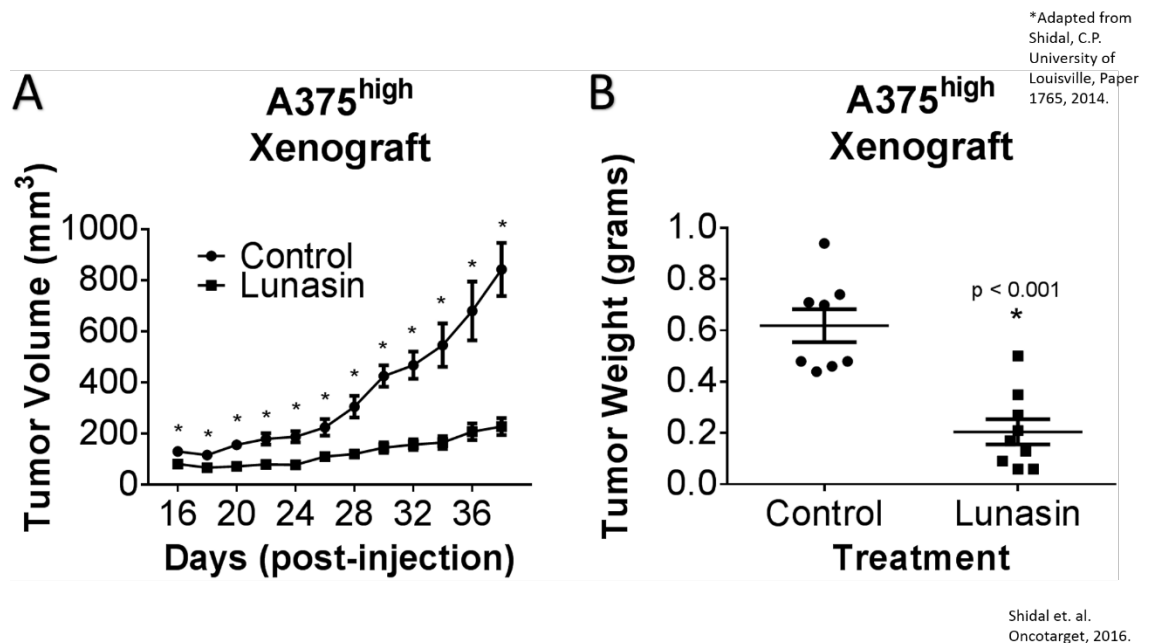 *Adapted from
Shidal, C.P.
University of
Louisville, Paper
1765, 2014.
A
A375high
Xenograft
Tumor Volume (mm3)
1000
800
600
400
200
0
Control
Lunasin
* * * * * * * * * * * *
16 20 24 28 32 36
Days (post-injection)
B
A375high
Xenograft
Tumor Weight (grams)
1.0
0.8
0.6
0.4
0.2
0.0
p < 0.001
*
Control Lunasin
Treatment
Shidal et. al.
Oncotarget, 2016.